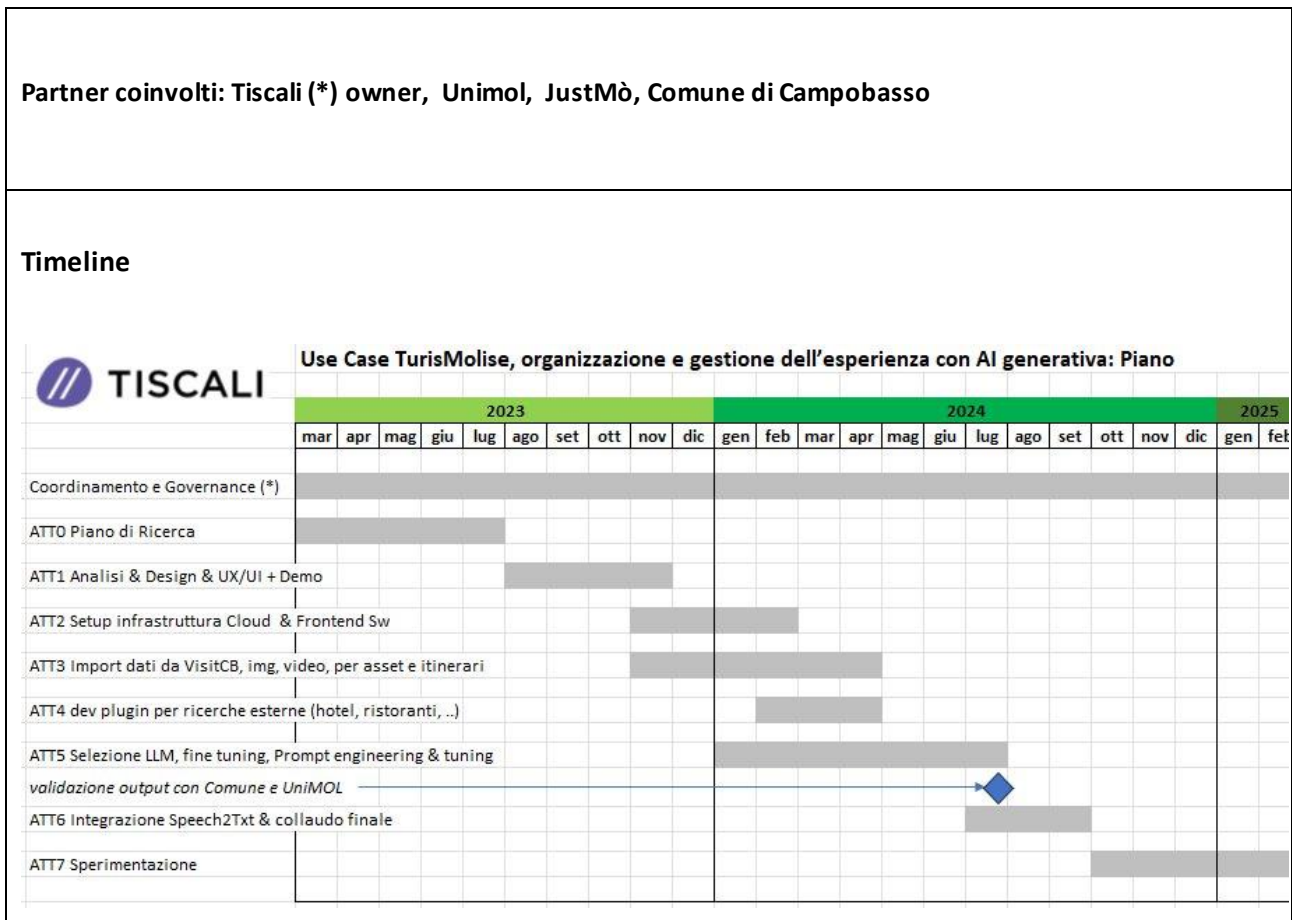 Partner coinvolti: Tiscali (*) owner, Unimol, JustMò, Comune di Campobasso
Timeline
TISCALI
Use Case TurisMolise, organizzazione e gestione dell’esperienza con AI generativa: Piano
2023 2024 2025
mar apr mag giu lug ago set ott nov dic gen feb mar apr mag giu lug ago set ott nov dic gen feb
Coordinamento e Governance (*)
ATT0 Piano di Ricerca
ATT1 Analisi & Design & UX/UI + Demo
ATT2 Setup infrastruttura Cloud & Frontend Sw
ATT3 Import dati da VisitCB, img, video, per asset e itinerari
ATT4 dev plugin per ricerche esterne (hotel, ristoranti, ..)
ATT5 Selezione LLM, fine tuning, Prompt engineering & tuning
validazione output con Comune e UniMOL
ATT6 Integrazione Speech2Txt & collaudo finale
ATT7 Sperimentazione